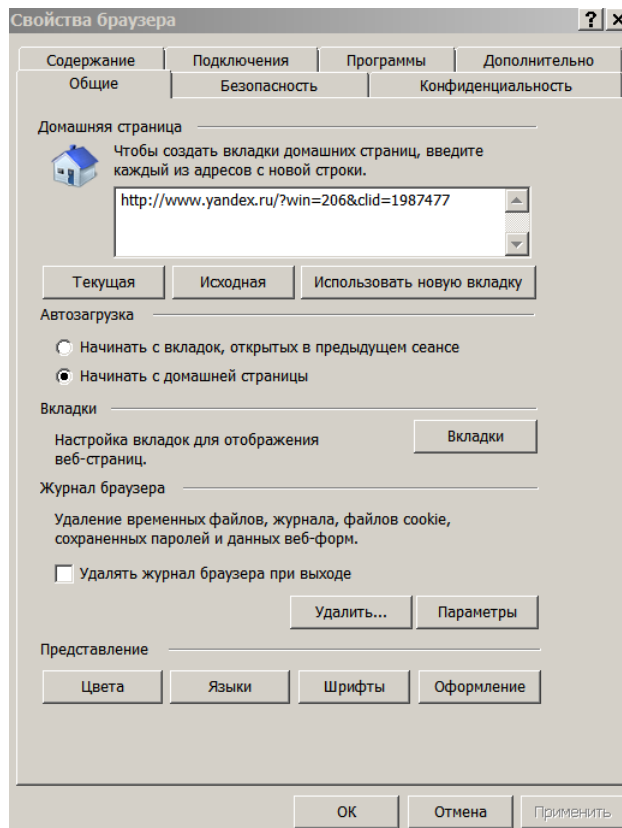 Свойства браузера
Содержание Подключения Программы Дополнительно
Общие Безопасность Конфиденциальность
Домашняя страница
Чтобы создать вкладки домашних страниц, введите
каждый из адресов с новой строки.
http://www.yandex.ru/?win=206&clid=1987477
Текущая Исходная Использовать новую вкладку
Автозагрузка
Начинать с вкладок, открытых в предыдущем сеансе
Начинать с домашней страницы
Вкладки
Настройка вкладок для отображения
веб-страниц.
Вкладки
Журнал браузера
Удаление временных файлов, журнала, файлов cookie,
сохраненных паролей и данных веб-форм.
Удалять журнал браузера при выходе
Удалить... Параметры
Представление
Цвета Языки Шрифты Оформление
ОК Отмена Применить